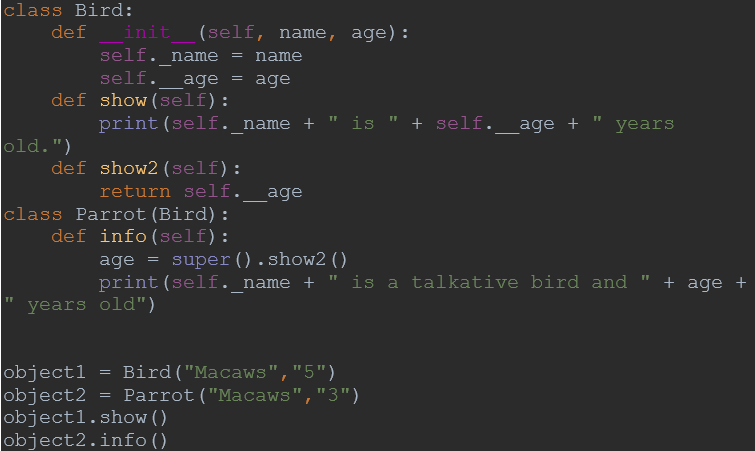 class Bird:
    def __init__(self, name, age):
        self._name = name
        self.__age = age
    def show(self):
        print(self._name + " is " + self.__age + " years
old.")
    def show2(self):
        return self.__age
class Parrot(Bird):
    def info(self):
        age = super().show2()
        print(self._name + " is a talkative bird and " + age +
" years old")
object1 = Bird("Macaws","5")
object2 = Parrot("Macaws","3")
object1.show()
object2.info()